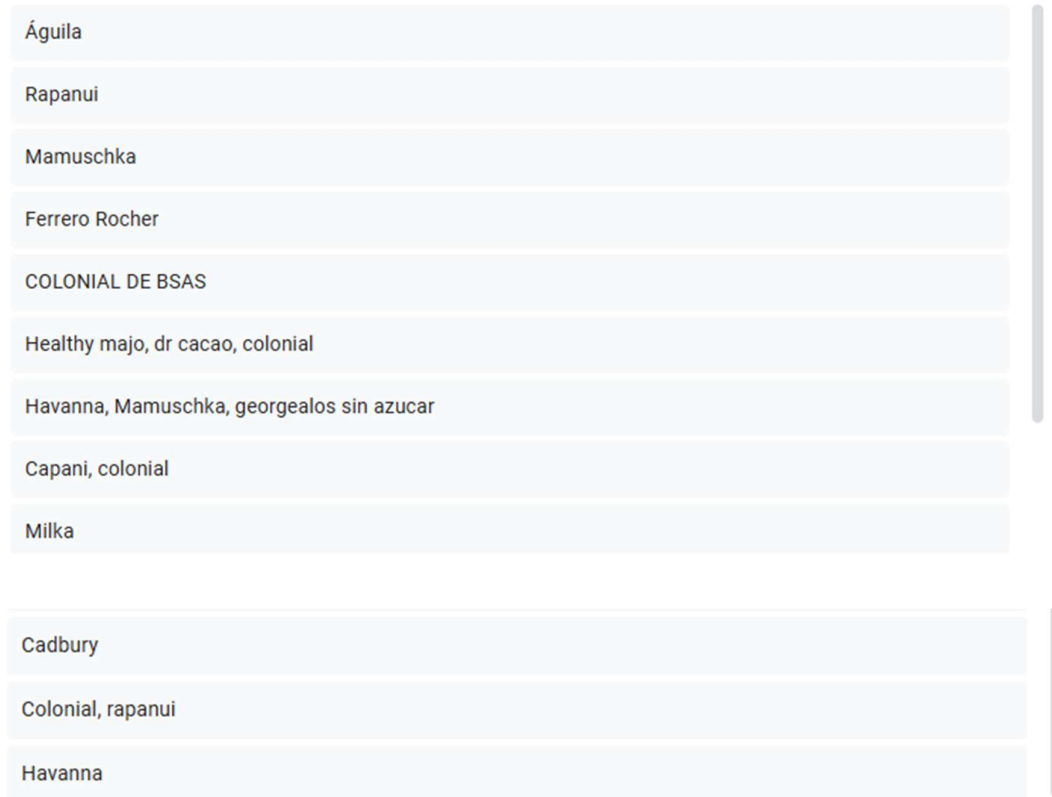 Águila
Rapanui
Mamuschka
Ferrero Rocher
COLONIAL DE BSAS
Healthy majo, dr cacao, colonial
Havanna, Mamuschka, georgealos sin azucar
Capani, colonial
Milka
Cadbury
Colonial, rapanui
Havanna